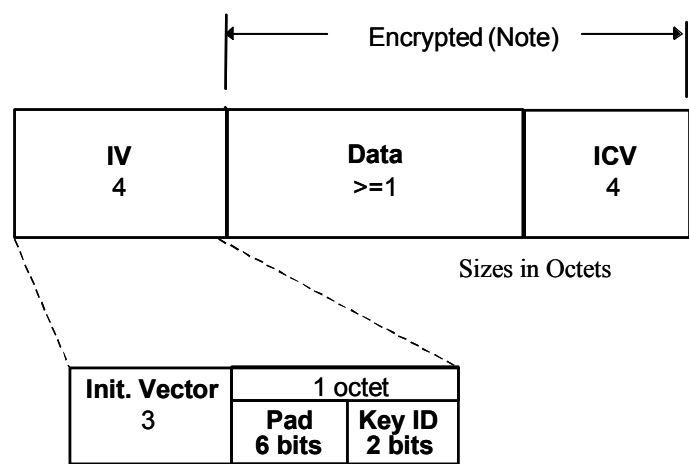 Encrypted (Note)
IV
4
Data
>=1
ICV
4
Sizes in Octets
Init. Vector
3
1 octet
Pad
6 bits
Key ID
2 bits